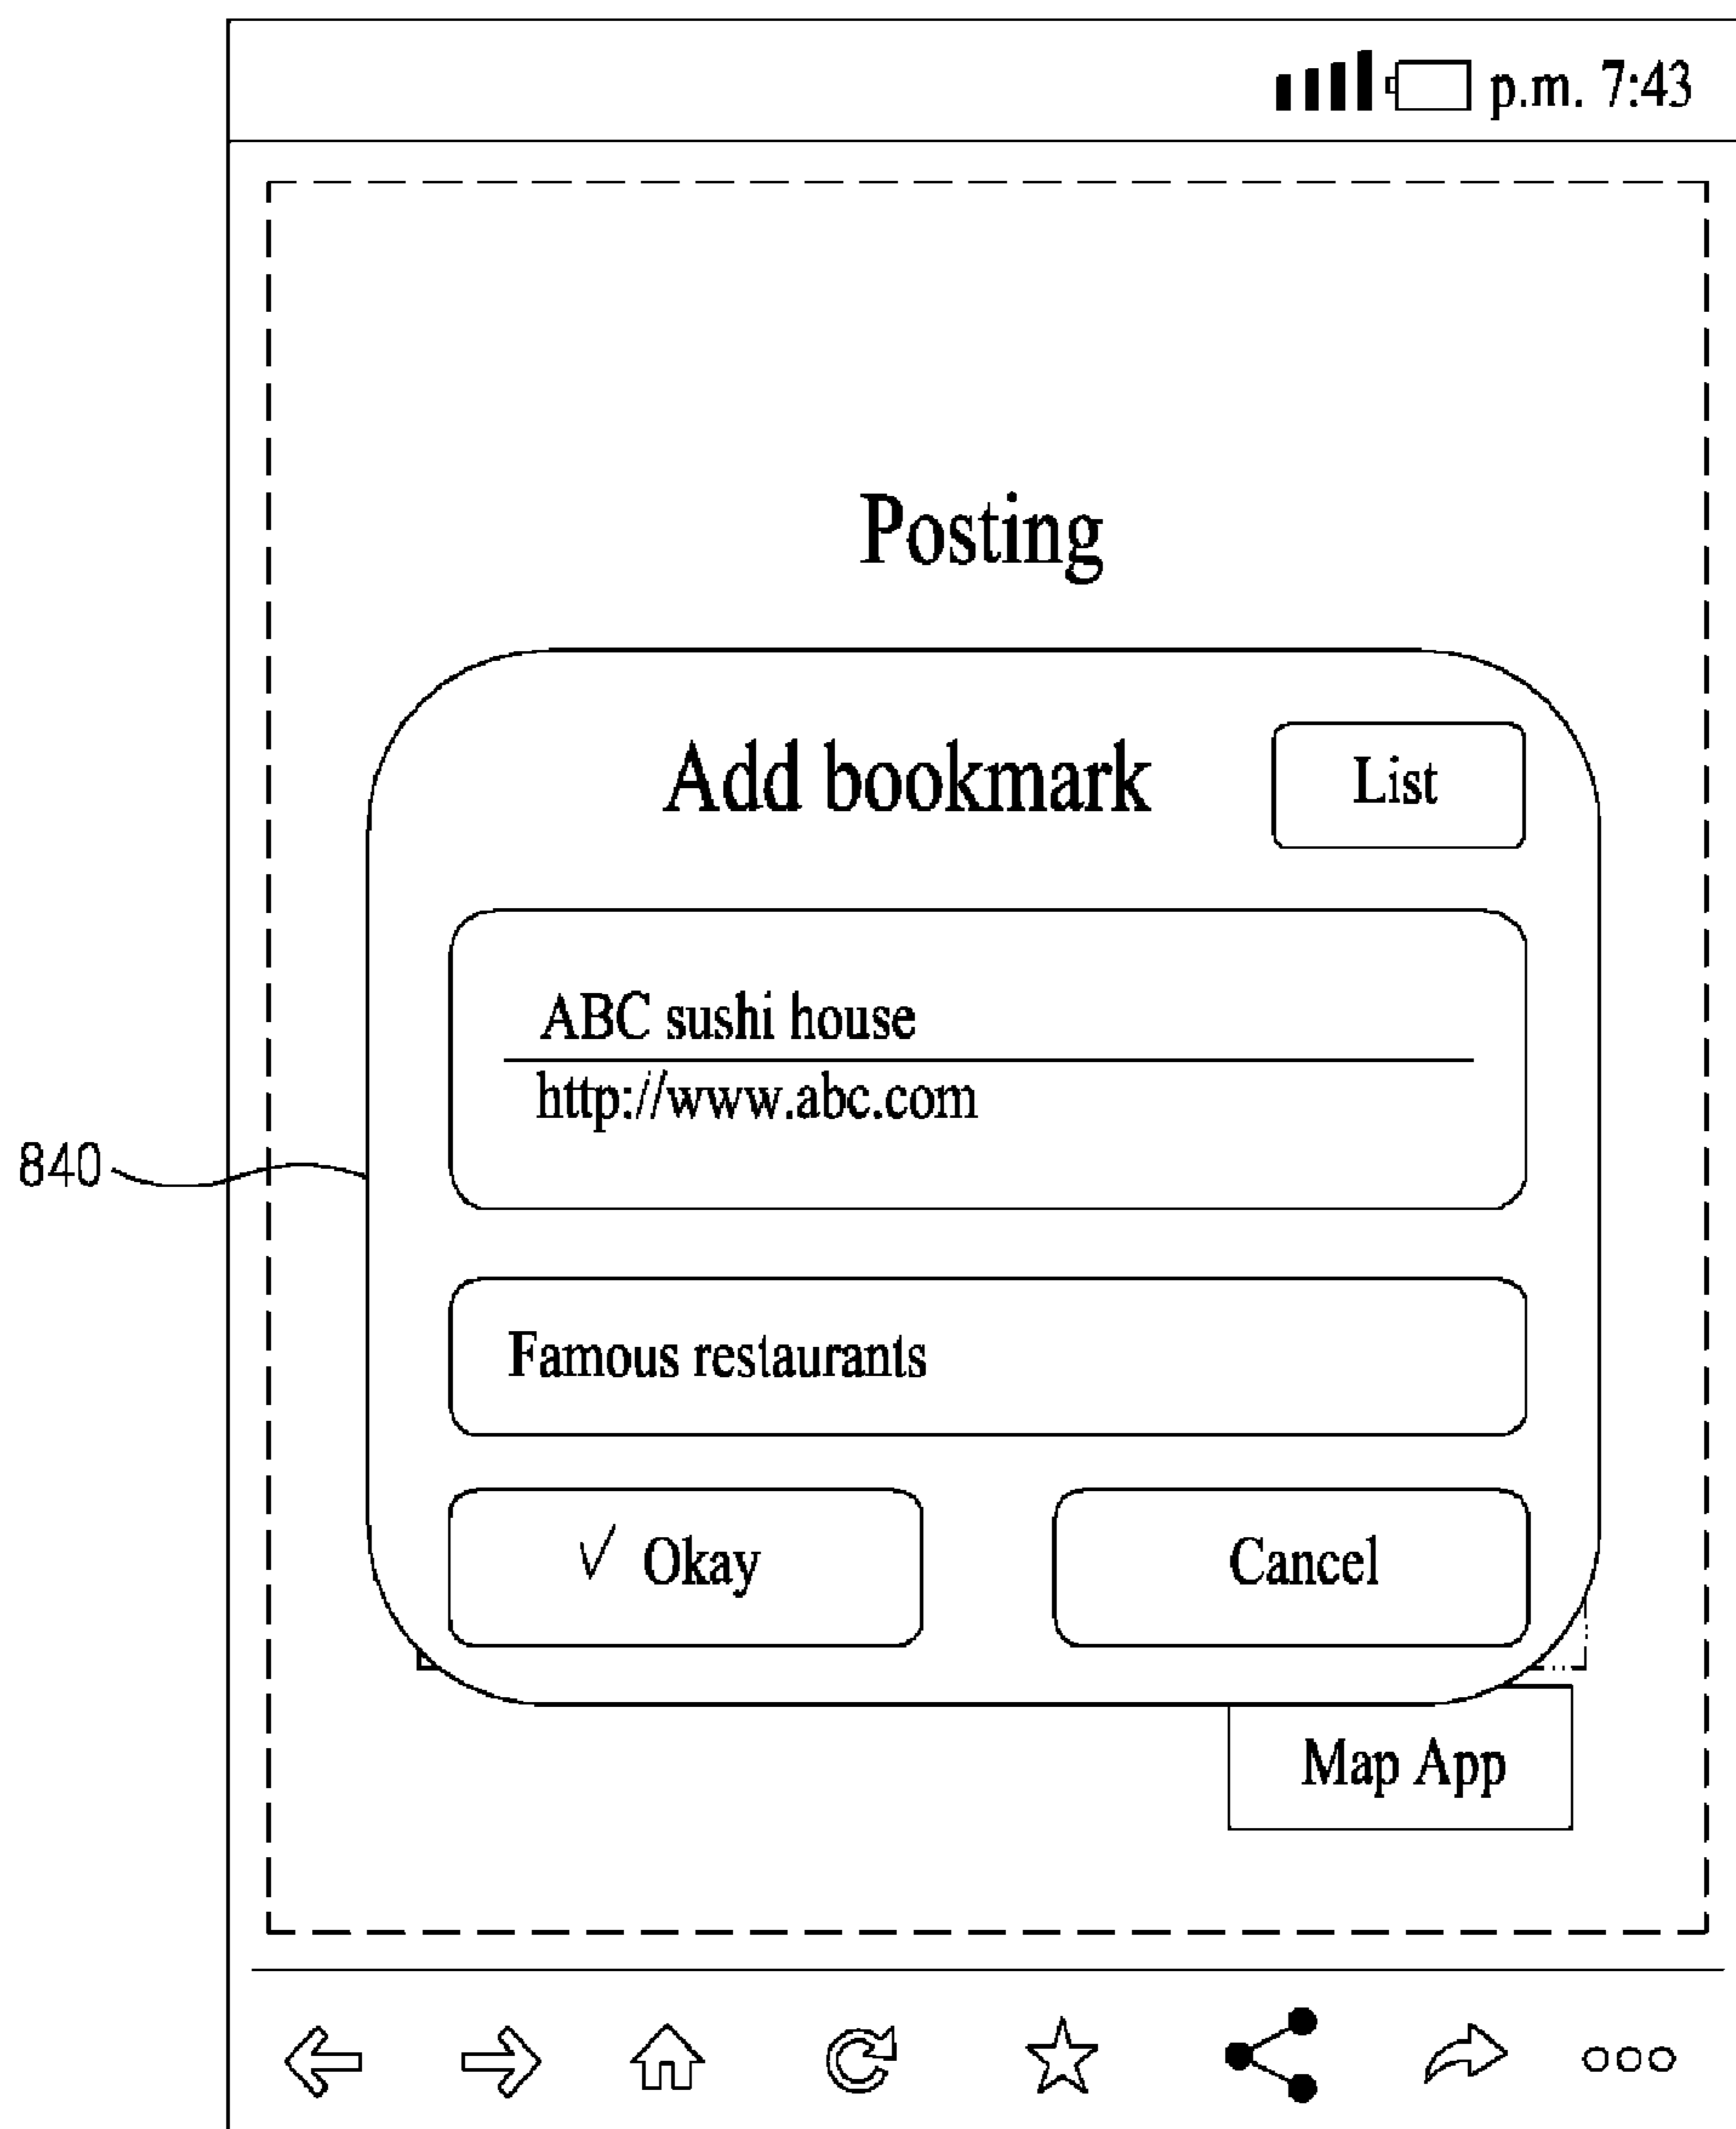 p.m. 7:43
Posting
Add bookmark
List
ABC sushi house
http://www.abc.com
840
Famous restaurants
√ Okay
Cancel
Map App